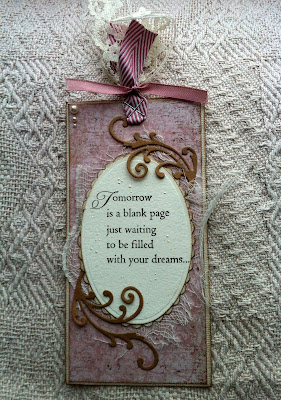 Tomorrow
is a blank page
just waiting
to be filled
with your dreams...